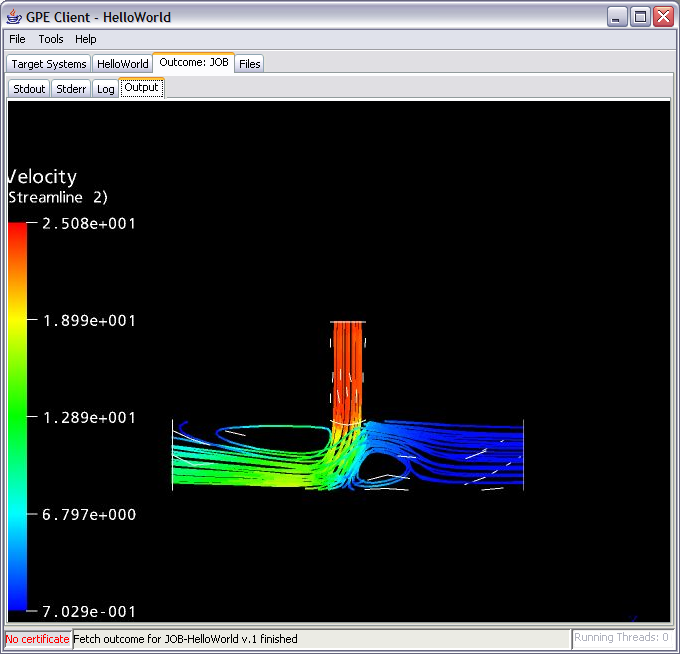 GPE Client - HelloWorld
File Tools Help
Target Systems HelloWorld Outcome: JOB Files
Stdout Stderr Log Output
Velocity
Streamline 2)
2.508e+001
1.899e+001
1.289e+001
6.797e+000
7.029e-001
No certificate Fetch outcome for JOB-HelloWorld v.1 finished Running Threads: 0